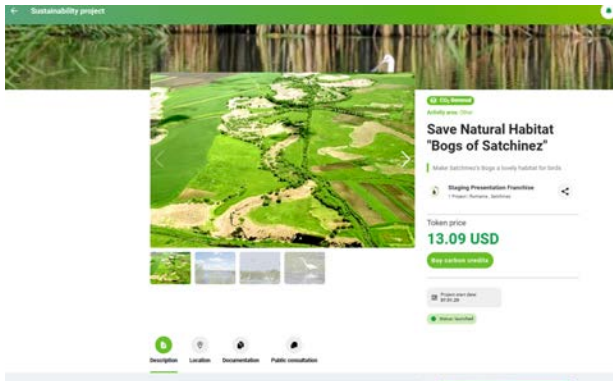 Sustainability project
CO₂ Removal
Activity area: Other
Save Natural Habitat
"Bogs of Satchinez"
Make Satchinez's Bogs a lovely habitat for birds
Staging Presentation Franchise
1 Project: Romania, Satchinez
Token price
13.09 USD
Buy carbon credits
Project start date:
Status: launched
Description
Location
Documentation
Public consultation